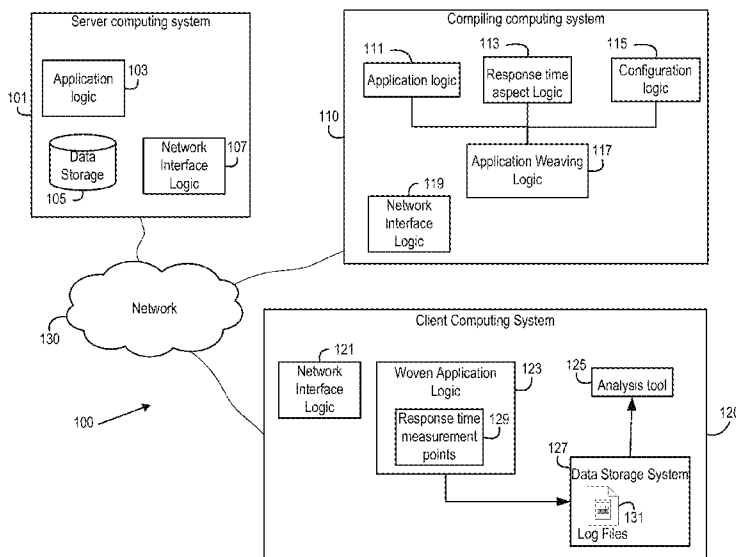 Server computing system
Application
logic
103
101
Data
Storage
105
Network
Interface
Logic
107
Compiling computing system
111
Application logic
113
Response time
aspect Logic
115
Configuration
logic
110
Application Weaving
Logic
117
119
Network
Interface
Logic
Network
130
100
Client Computing System
121
Network
Interface
Logic
Woven Application
Logic
123
Response time
measurement
points
129
125
Analysis tool
120
127
Data Storage System
131
Log Files